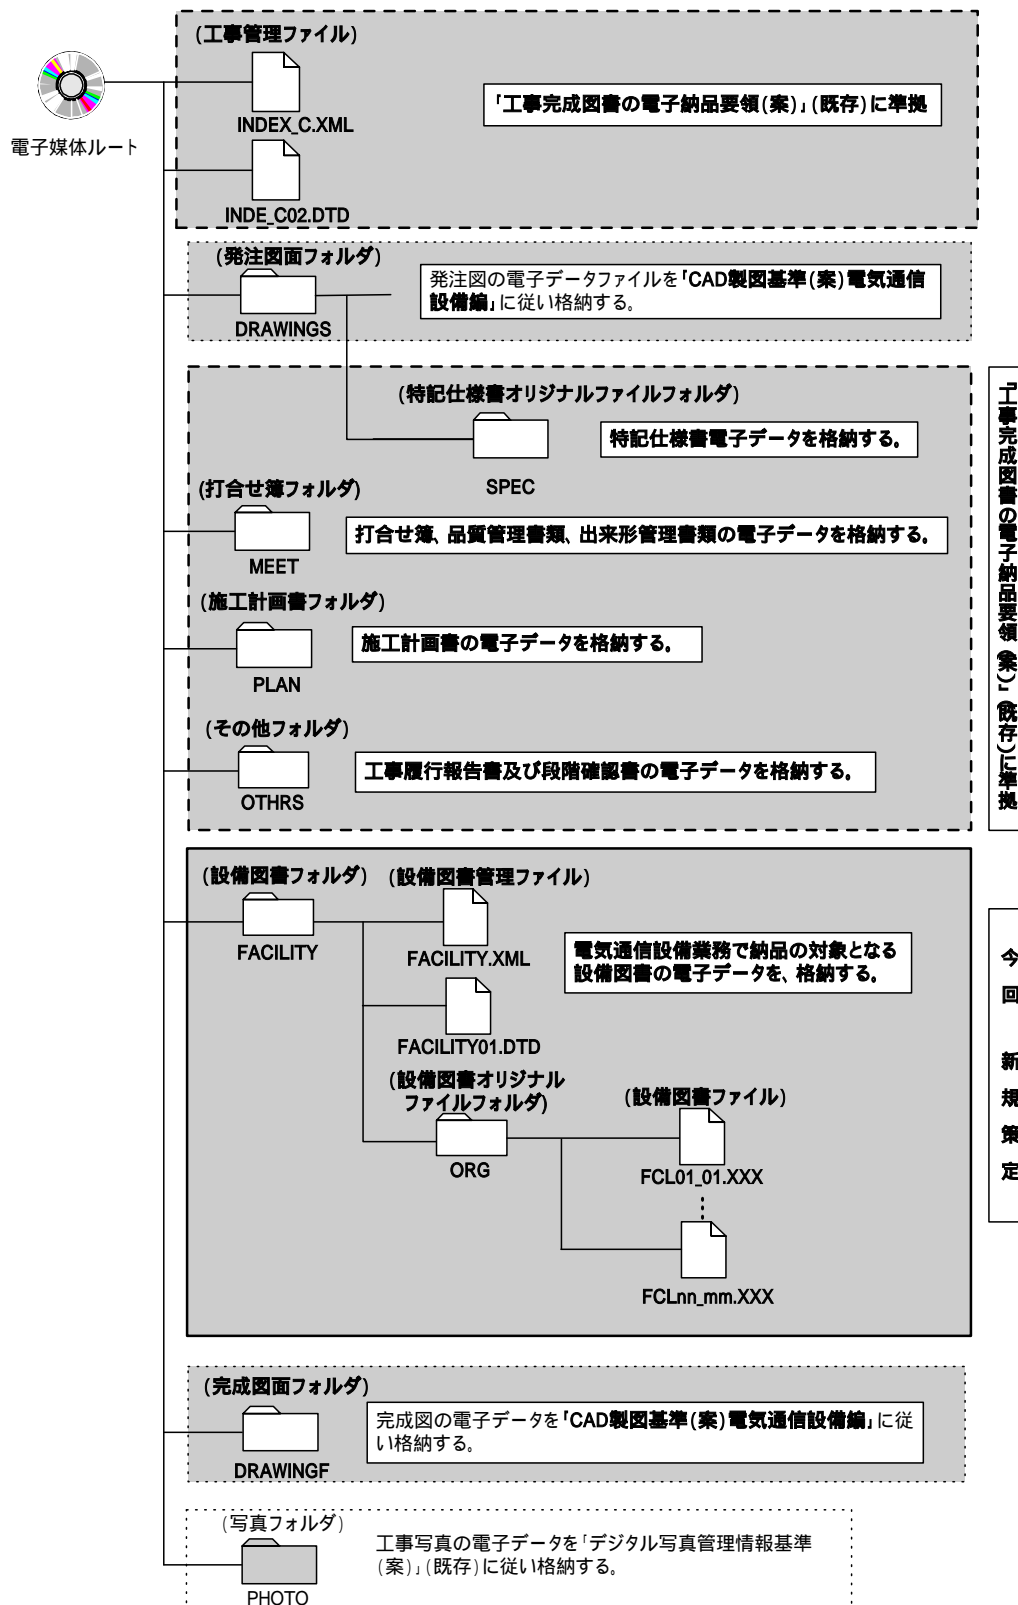 (工事管理ファイル)
INDEX_C.XML
「工事完成図書の電子納品要領(案)」(既存)に準拠
電子媒体ルート
INDE_C02.DTD
(発注図面フォルダ)
発注図の電子データファイルを「CAD製図基準(案)電気通信
設備編」に従い格納する。
DRAWINGS
(特記仕様書オリジナルファイルフォルダ)
特記仕様書電子データを格納する。
SPEC
(打合せ簿フォルダ)
打合せ簿、品質管理書類、出来形管理書類の電子データを格納する。
MEET
(施工計画書フォルダ)
施工計画書の電子データを格納する。
PLAN
(その他フォルダ)
工事履行報告書及び段階確認書の電子データを格納する。
OTHRS
「工事完成図書の電子納品要領(案)」(既存)に準拠
(設備図書フォルダ)
(設備図書管理ファイル)
FACILITY
FACILITY.XML
電気通信設備業務で納品の対象となる
設備図書の電子データを、格納する。
FACILITY01.DTD
(設備図書オリジナル
ファイルフォルダ)
(設備図書ファイル)
ORG
FCL01_01.XXX
FCLnn_mm.XXX
今回 新規策定
(完成図面フォルダ)
完成図の電子データを「CAD製図基準(案)電気通信設備編」に従
い格納する。
DRAWINGF
(写真フォルダ)
工事写真の電子データを「デジタル写真管理情報基準
(案)」(既存)に従い格納する。
PHOTO